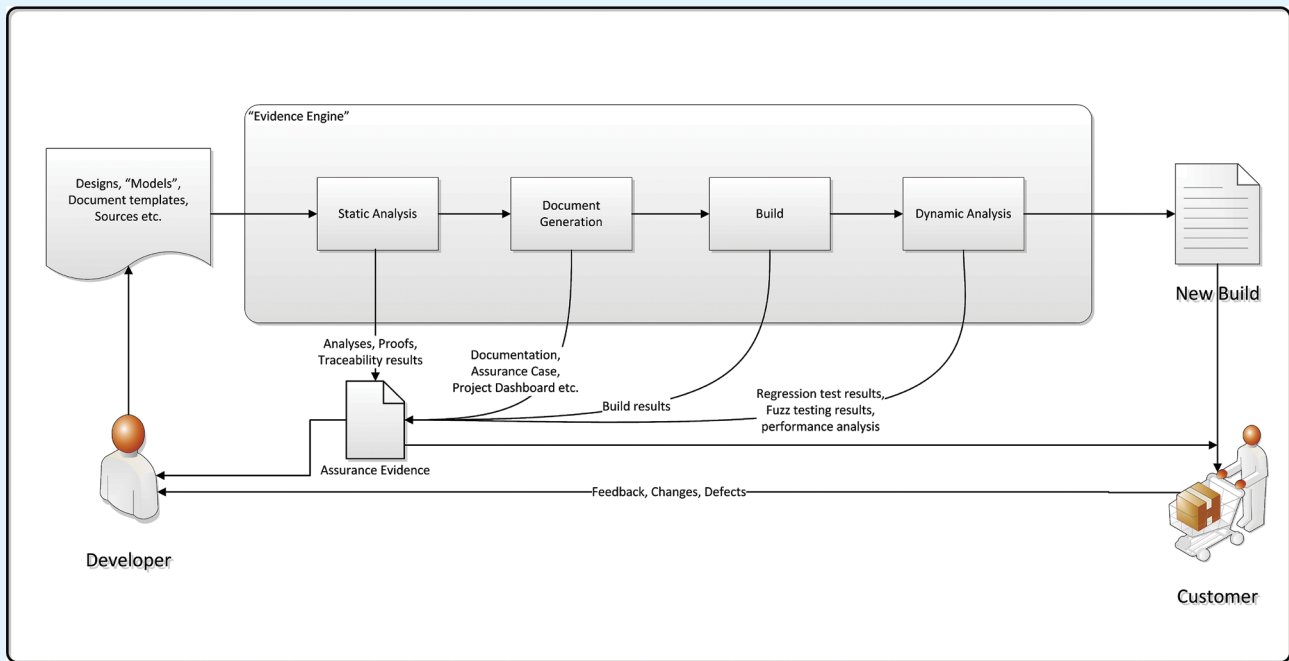 “Evidence Engine”
Designs, “Models”,
Document templates,
Sources etc.
Static Analysis
Document
Generation
Build
Dynamic Analysis
New Build
Analyses, Proofs,
Traceability results
Documentation,
Assurance Case,
Project Dashboard etc.
Build results
Regression test results,
Fuzz testing results,
performance analysis
Assurance Evidence
Feedback, Changes, Defects
Developer
Customer